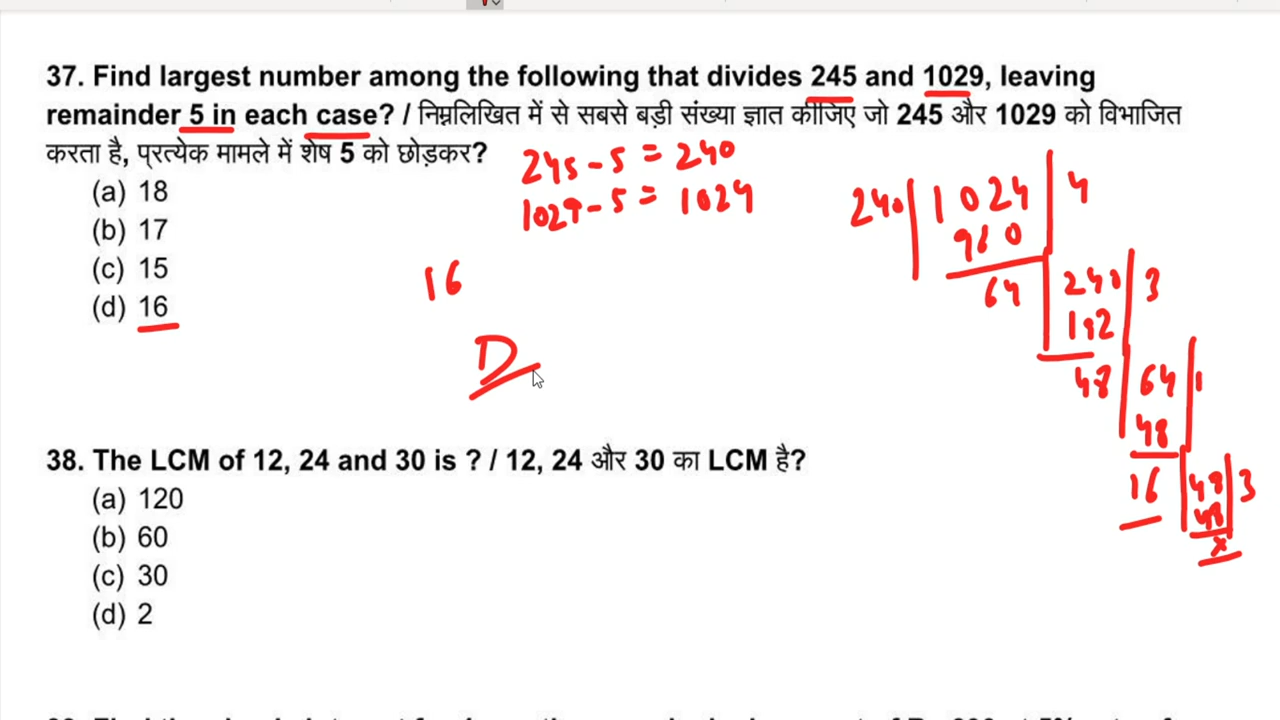 37. Find largest number among the following that divides 245 and 1029, leaving
remainder 5 in each case? / निम्नलिखित में से सबसे बड़ी संख्या ज्ञात कीजिए जो 245 और 1029 को विभाजित
करता है, प्रत्येक मामले में शेष 5 को छोड़कर?
245 - 5 = 240
1029 - 5 = 1024
(a) 18
(b) 17
(c) 15
(d) 16
16
D
240 1024 4
960
64 240 3
192
48 64 1
48
16 48 3
48
x
38. The LCM of 12, 24 and 30 is ? / 12, 24 और 30 का LCM है?
(a) 120
(b) 60
(c) 30
(d) 2